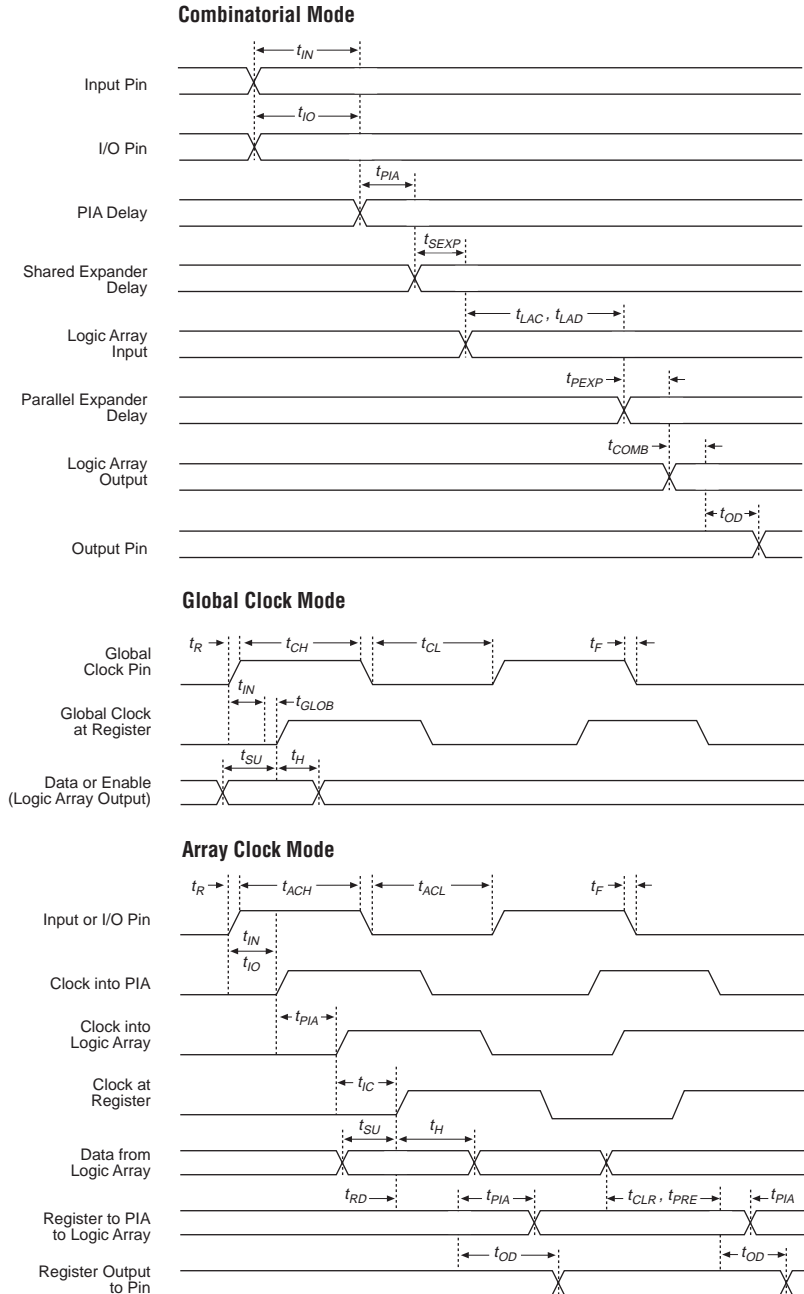 Combinatorial Mode
tIN
Input Pin
tIO
I/O Pin
tPIA
PIA Delay
tSEXP
Shared Expander
Delay
tLAC , tLAD
Logic Array
Input
tPEXP
Parallel Expander
Delay
tCOMB
Logic Array
Output
tOD
Output Pin
Global Clock Mode
tR tCH tCL tF
Global
Clock Pin
tIN tGLOB
Global Clock
at Register
tSU tH
Data or Enable
(Logic Array Output)
Array Clock Mode
tR tACH tACL tF
Input or I/O Pin
tIN
tIO
Clock into PIA
tPIA
Clock into
Logic Array
tIC
Clock at
Register
tSU tH
Data from
Logic Array
tRD tPIA tCLR , tPRE tPIA
Register to PIA
to Logic Array
tOD tOD
Register Output
to Pin